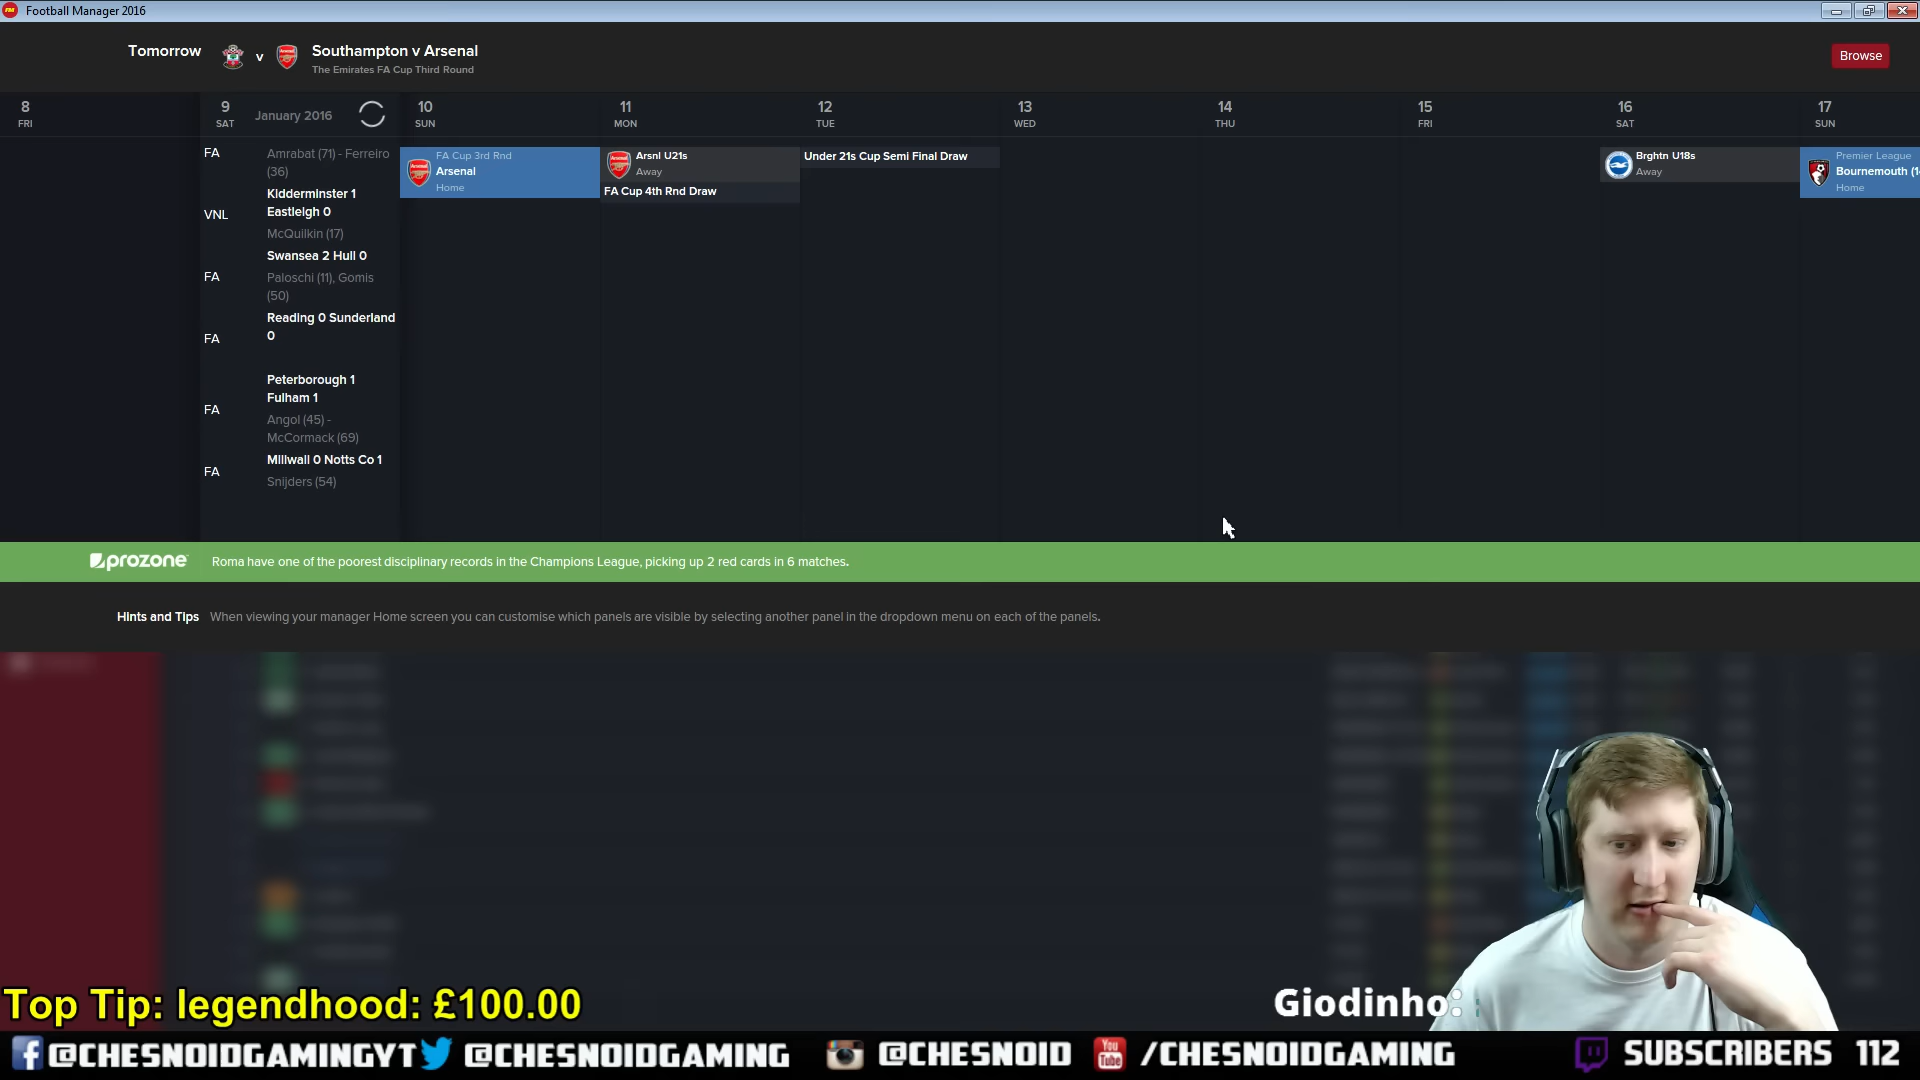 Football Manager 2016
Tomorrow
v
Southampton v Arsenal
The Emirates FA Cup Third Round
Browse
8
FRI
9
SAT
January 2016
10
SUN
11
MON
12
TUE
13
WED
14
THU
15
FRI
16
SAT
17
SUN
FA
Amrabat (71) - Ferreiro
(36)
VNL
Kidderminster 1
Eastleigh 0
McQuilkin (17)
FA
Swansea 2 Hull 0
Paloschi (11), Gomis
(50)
FA
Reading 0 Sunderland
0
FA
Peterborough 1
Fulham 1
Angol (45) -
McCormack (69)
FA
Millwall 0 Notts Co 1
Snijders (54)
FA Cup 3rd Rnd
Arsenal
Home
Arsnl U21s
Away
FA Cup 4th Rnd Draw
Under 21s Cup Semi Final Draw
Brghtn U18s
Away
Premier League
Bournemouth (1
Home
prozone
Roma have one of the poorest disciplinary records in the Champions League, picking up 2 red cards in 6 matches.
Hints and Tips When viewing your manager Home screen you can customise which panels are visible by selecting another panel in the dropdown menu on each of the panels.
Top Tip: legendhood: £100.00
Giodinho:
@CHESNOIDGAMINGYT
@CHESNOIDGAMING
@CHESNOID
You Tube
/CHESNOIDGAMING
SUBSCRIBERS 112